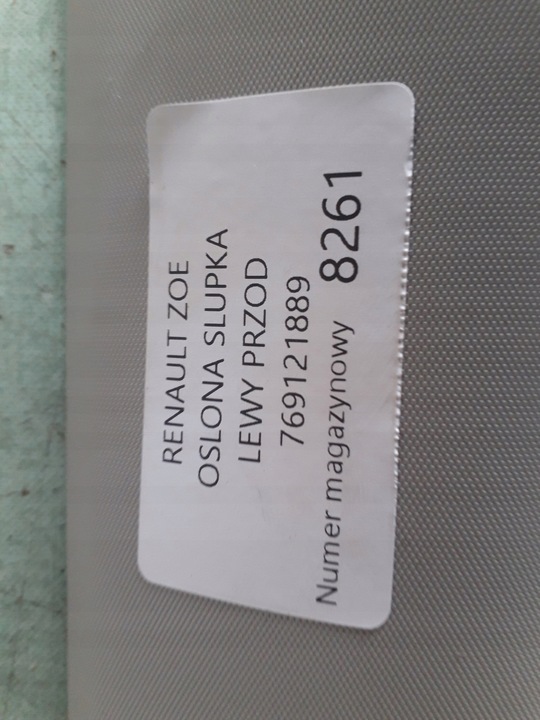 RENAULT ZOE
OSLONA SLUPKA
LEWY PRZOD
769121889
Numer magazynowy 8261